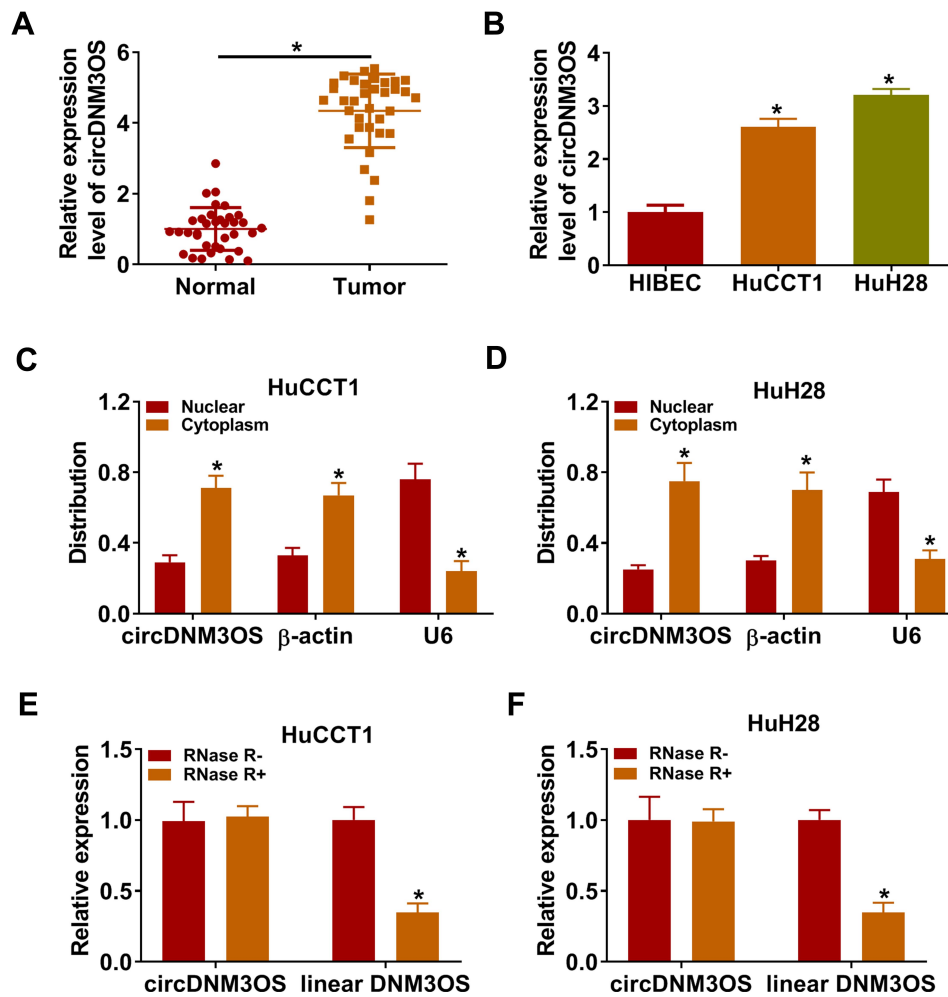 A
Relative expression
level of circDNM3OS
6
4
2
0
*
Normal
Tumor
B
Relative expression
level of circDNM3OS
4
3
2
1
0
*
*
HIBEC
HuCCT1
HuH28
C
HuCCT1
Nuclear
Cytoplasm
Distribution
1.2
0.8
0.4
0.0
*
*
*
circDNM3OS
β-actin
U6
D
HuH28
Nuclear
Cytoplasm
Distribution
1.2
0.8
0.4
0.0
*
*
*
circDNM3OS
β-actin
U6
E
HuCCT1
RNase R-
RNase R+
Relative expression
1.5
1.0
0.5
0.0
*
circDNM3OS
linear DNM3OS
F
HuH28
RNase R-
RNase R+
Relative expression
1.5
1.0
0.5
0.0
*
circDNM3OS
linear DNM3OS